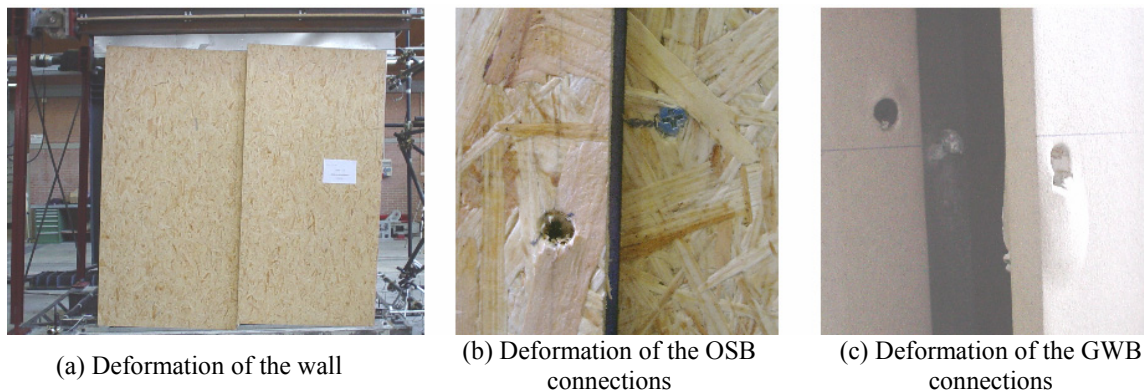 (a) Deformation of the wall
(b) Deformation of the OSB
connections
(c) Deformation of the GWB
connections